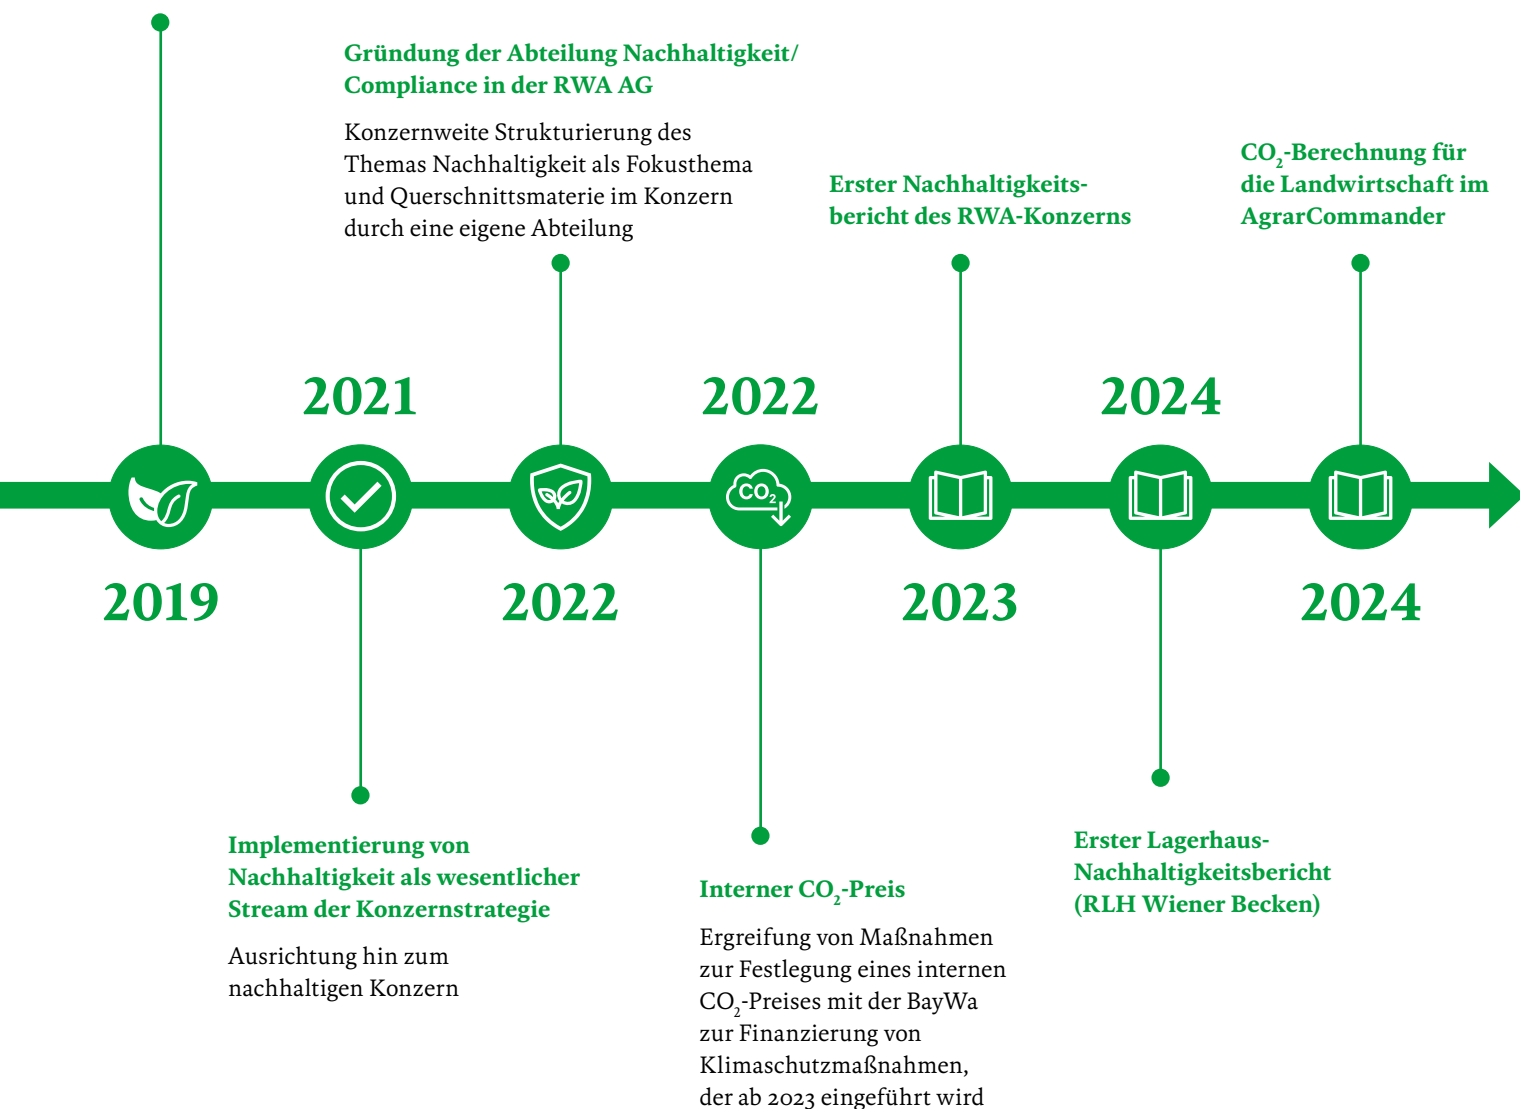 Gründung der Abteilung Nachhaltigkeit/
Compliance in der RWA AG
Konzernweite Strukturierung des
Themas Nachhaltigkeit als Fokusthema
und Querschnittsmaterie im Konzern
durch eine eigene Abteilung
Erster Nachhaltigkeits-
bericht des RWA-Konzerns
CO₂-Berechnung für
die Landwirtschaft im
AgrarCommander
2021
2022
2024
CO₂
2019
2022
2023
2024
Implementierung von
Nachhaltigkeit als wesentlicher
Stream der Konzernstrategie
Ausrichtung hin zum
nachhaltigen Konzern
Interner CO₂-Preis
Ergreifung von Maßnahmen
zur Festlegung eines internen
CO₂-Preises mit der BayWa
zur Finanzierung von
Klimaschutzmaßnahmen,
der ab 2023 eingeführt wird
Erster Lagerhaus-
Nachhaltigkeitsbericht
(RLH Wiener Becken)